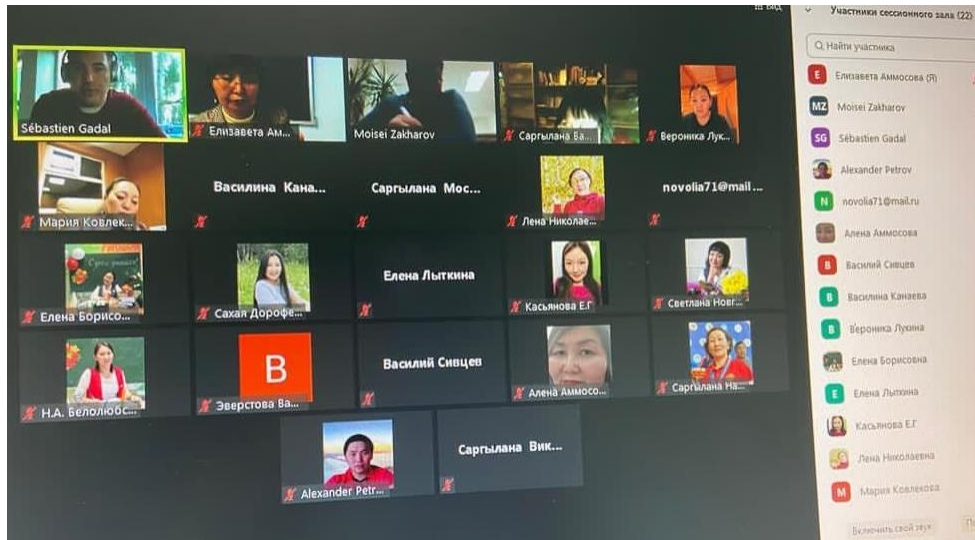 Вид
Sébastien Gadal
Елизавета Ам...
Moisei Zakharov
Саргылана Ва...
Вероника Лук...
Мария Ковлек...
Василина Кана...
Саргылана Мос...
Лена Николае...
novolia71@mail ...
Елена Борисо...
Сахая Дорофе...
Елена Лыткина
Касьянова Е.Г
Светлана Новг...
Н.А. Белолюбс...
В
Эверстова Ва...
Василий Сивцев
Алена Аммосо...
Саргылана На...
Alexander Petr...
Саргылана Вик...
Участники сессионного зала (22)
Найти участника
Е Елизавета Аммосова (Я)
MZ Moisei Zakharov
SG Sébastien Gadal
Alexander Petrov
N novolia71@mail.ru
Алена Аммосова
В Василий Сивцев
В Василина Канаева
В Вероника Лукина
Елена Борисовна
Е Елена Лыткина
Касьянова Е.Г
Лена Николаевна
М Мария Ковлекова
Включить свой звук